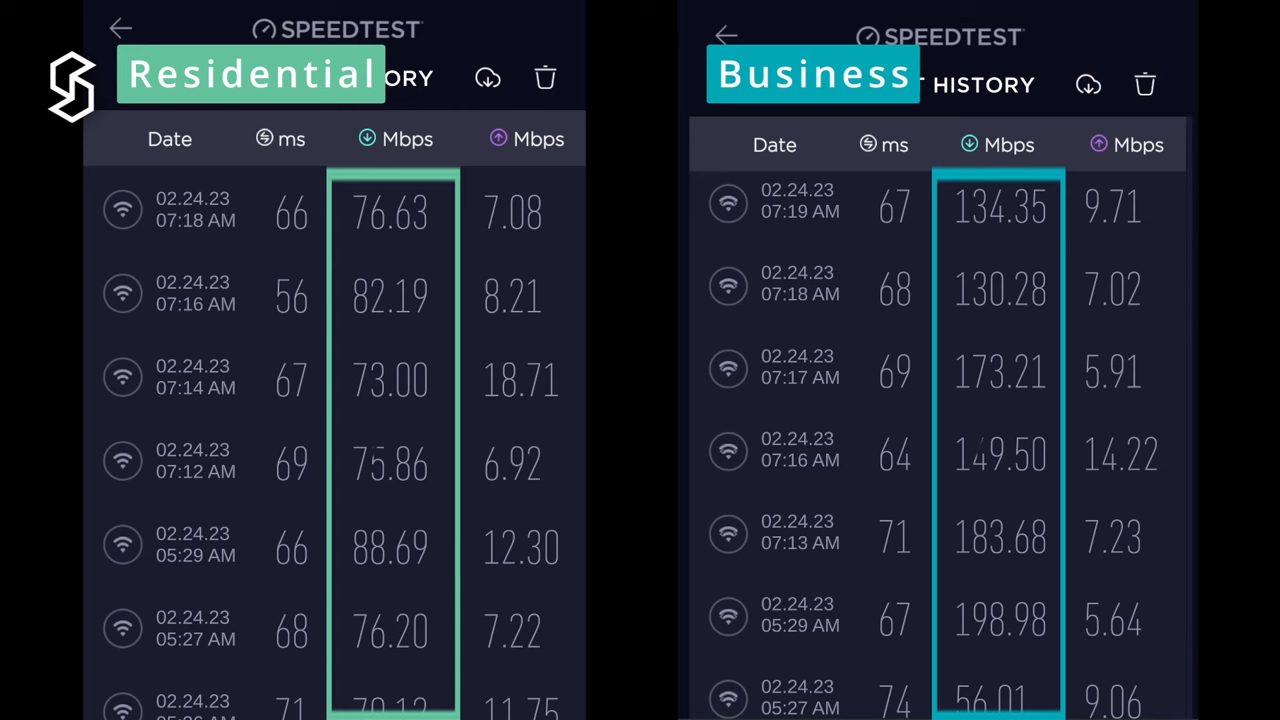 SPEEDTEST
Residential
ORY
Date ms Mbps Mbps
02.24.23
07:18 AM 66 76.63 7.08
02.24.23
07:16 AM 56 82.19 8.21
02.24.23
07:14 AM 67 73.00 18.71
02.24.23
07:12 AM 69 75.86 6.92
02.24.23
05:29 AM 66 88.69 12.30
02.24.23
05:27 AM 68 76.20 7.22
02.24.23
71 11.75
SPEEDTEST
Business
T HISTORY
Date ms Mbps Mbps
02.24.23
07:19 AM 67 134.35 9.71
02.24.23
07:18 AM 68 130.28 7.02
02.24.23
07:17 AM 69 173.21 5.91
02.24.23
07:16 AM 64 149.50 14.22
02.24.23
07:13 AM 71 183.68 7.23
02.24.23
05:29 AM 67 198.98 5.64
02.24.23
05:27 AM 74 56.01 9.06